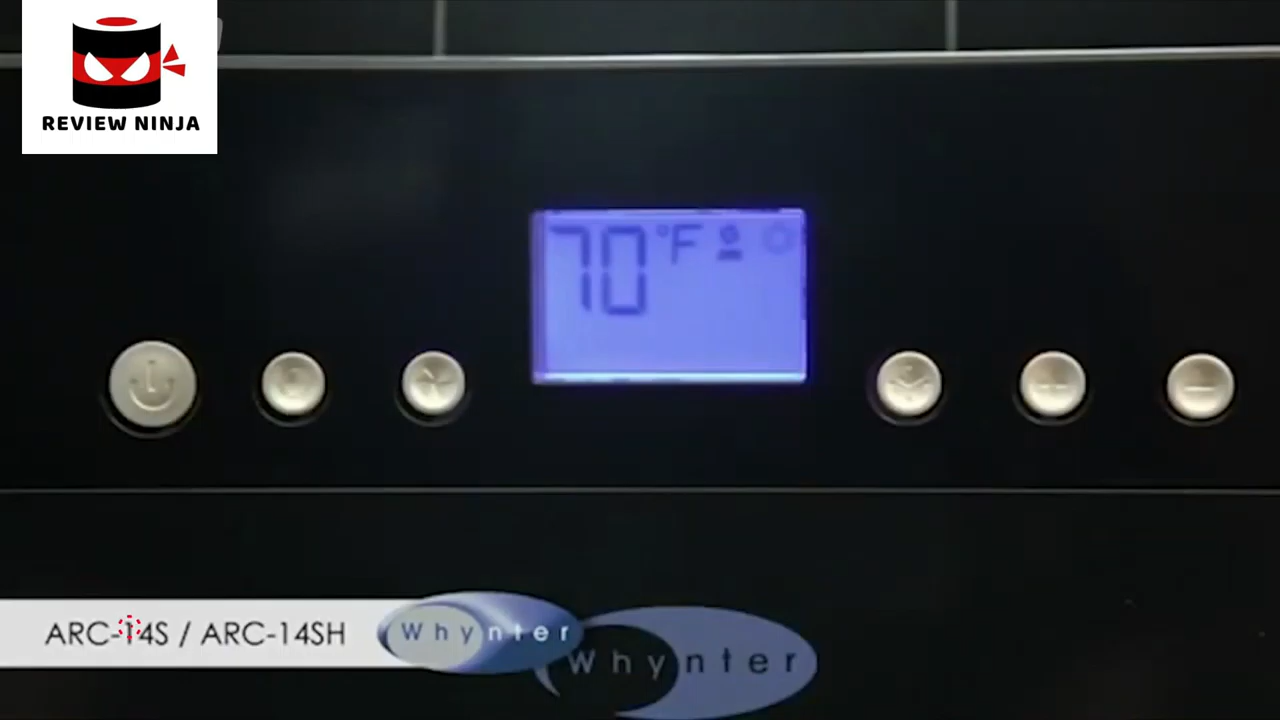 REVIEW NINJA
70°F
ARC-14S / ARC-14SH
Whynter
Whynter